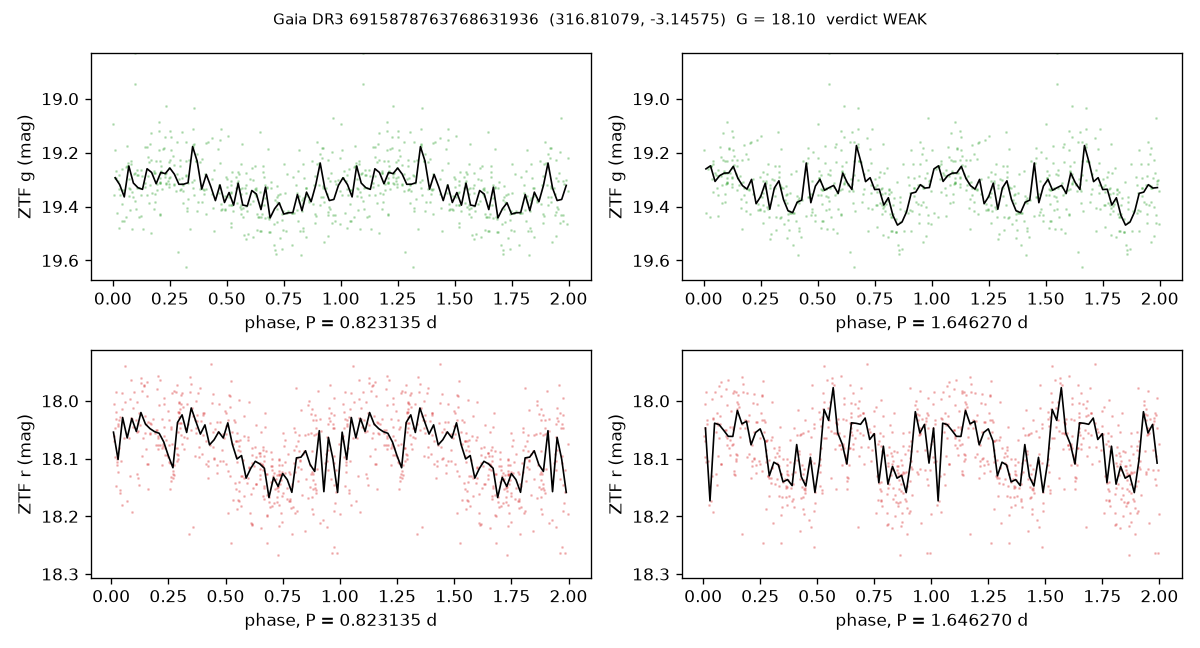 Gaia DR3 6915878763768631936  (316.81079, -3.14575)  G = 18.10  verdict WEAK
ZTF g (mag)
19.0
19.2
19.4
19.6
0.00 0.25 0.50 0.75 1.00 1.25 1.50 1.75 2.00
phase, P = 0.823135 d
ZTF g (mag)
19.0
19.2
19.4
19.6
0.00 0.25 0.50 0.75 1.00 1.25 1.50 1.75 2.00
phase, P = 1.646270 d
ZTF r (mag)
18.0
18.1
18.2
18.3
0.00 0.25 0.50 0.75 1.00 1.25 1.50 1.75 2.00
phase, P = 0.823135 d
ZTF r (mag)
18.0
18.1
18.2
18.3
0.00 0.25 0.50 0.75 1.00 1.25 1.50 1.75 2.00
phase, P = 1.646270 d